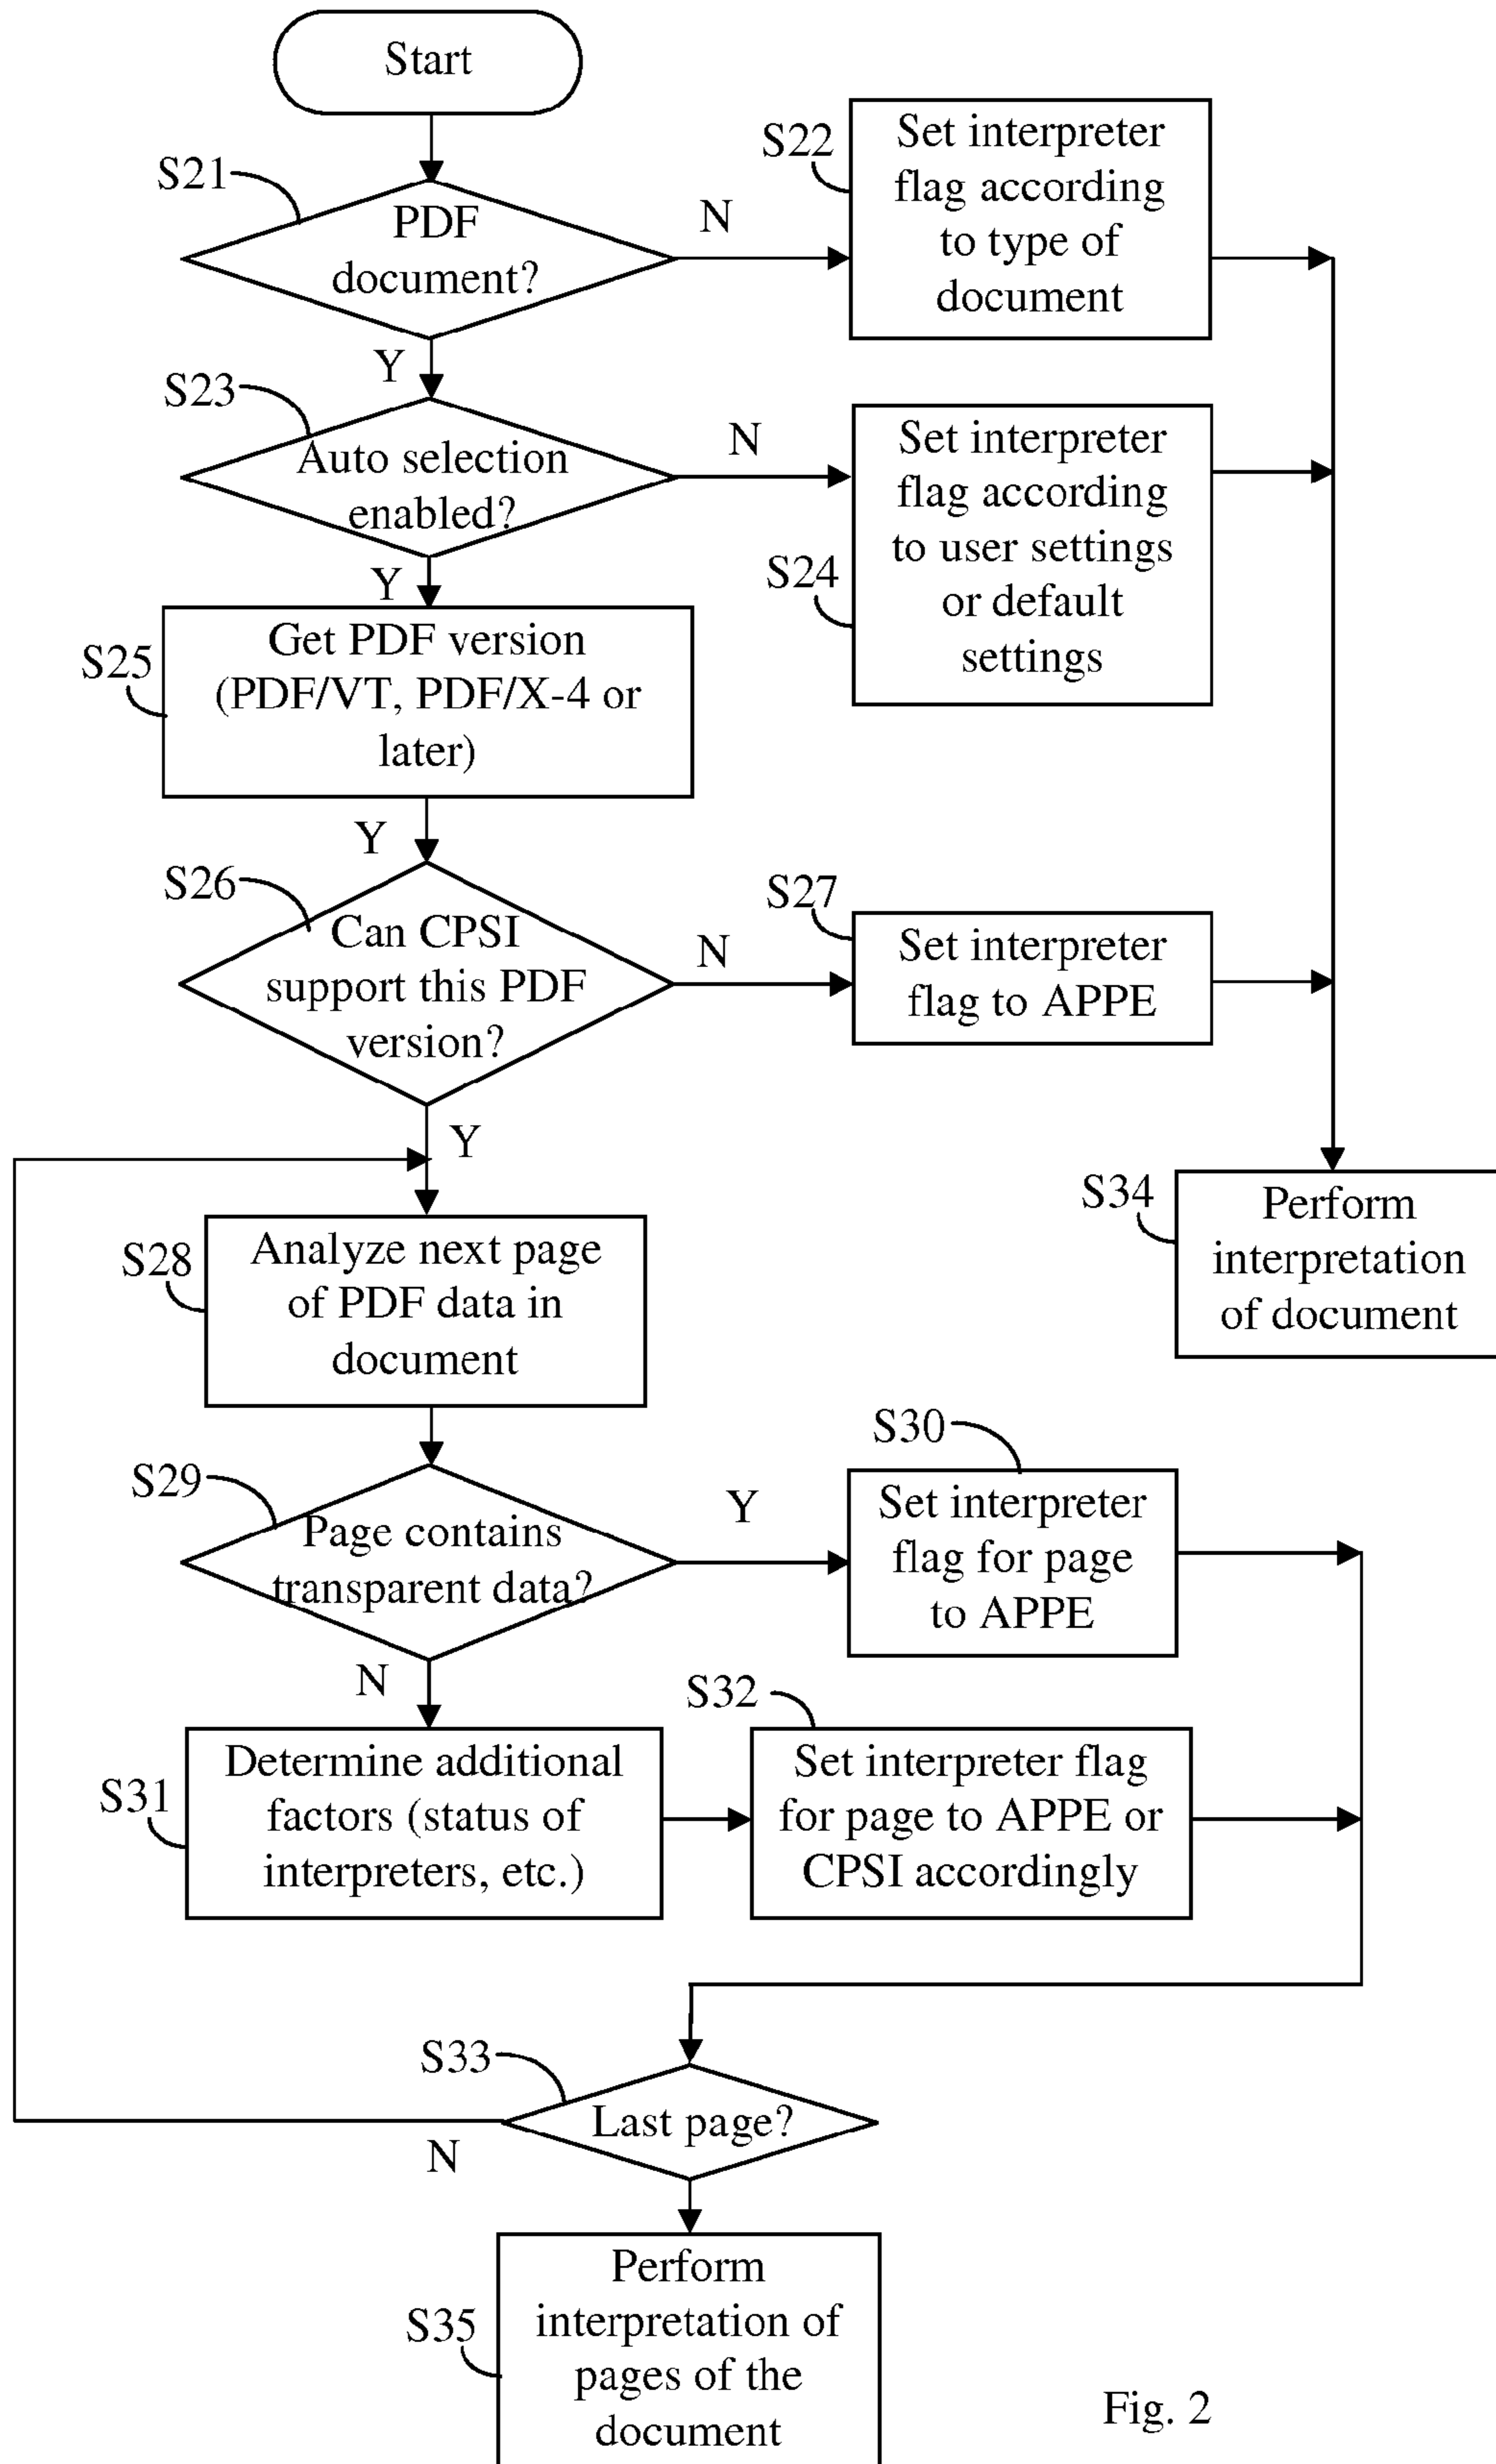 Start
S21
PDF
document?
N
S22
Set interpreter
flag according
to type of
document
Y
S23
Auto selection
enabled?
N
S24
Set interpreter
flag according
to user settings
or default
settings
Y
S25
Get PDF version
(PDF/VT, PDF/X-4 or
later)
Y
S26
Can CPSI
support this PDF
version?
N
S27
Set interpreter
flag to APPE
Y
S34
Perform
interpretation
of document
S28
Analyze next page
of PDF data in
document
S29
Page contains
transparent data?
Y
S30
Set interpreter
flag for page
to APPE
N
S31
Determine additional
factors (status of
interpreters, etc.)
S32
Set interpreter flag
for page to APPE or
CPSI accordingly
S33
Last page?
N
S35
Perform
interpretation of
pages of the
document
Fig. 2